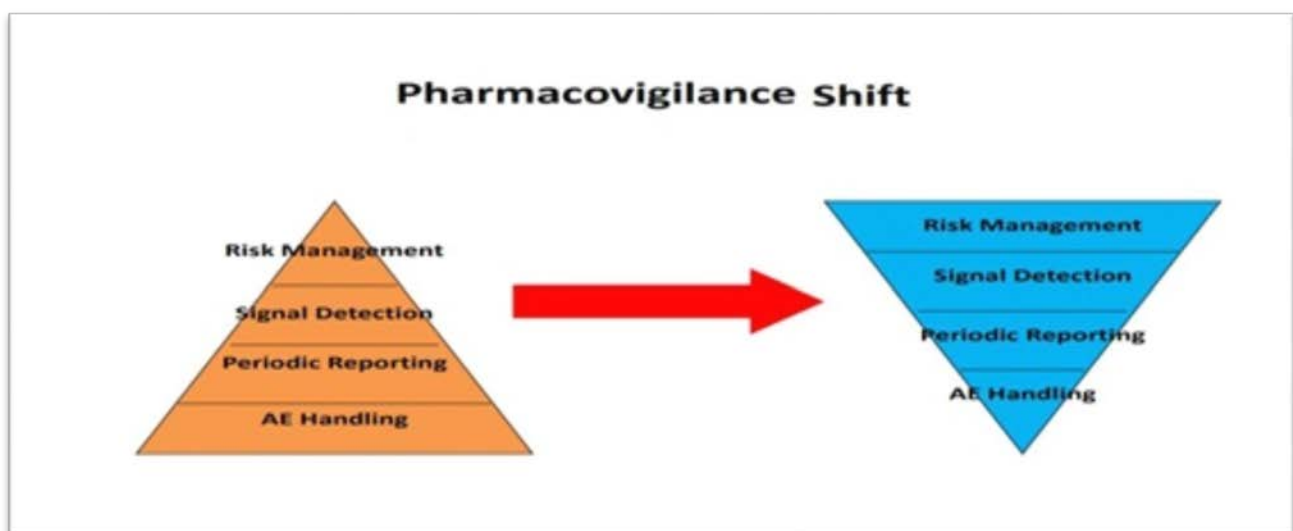 Pharmacovigilance Shift
Risk Management
Signal Detection
Periodic Reporting
AE Handling
Risk Management
Signal Detection
Periodic Reporting
AE Handling